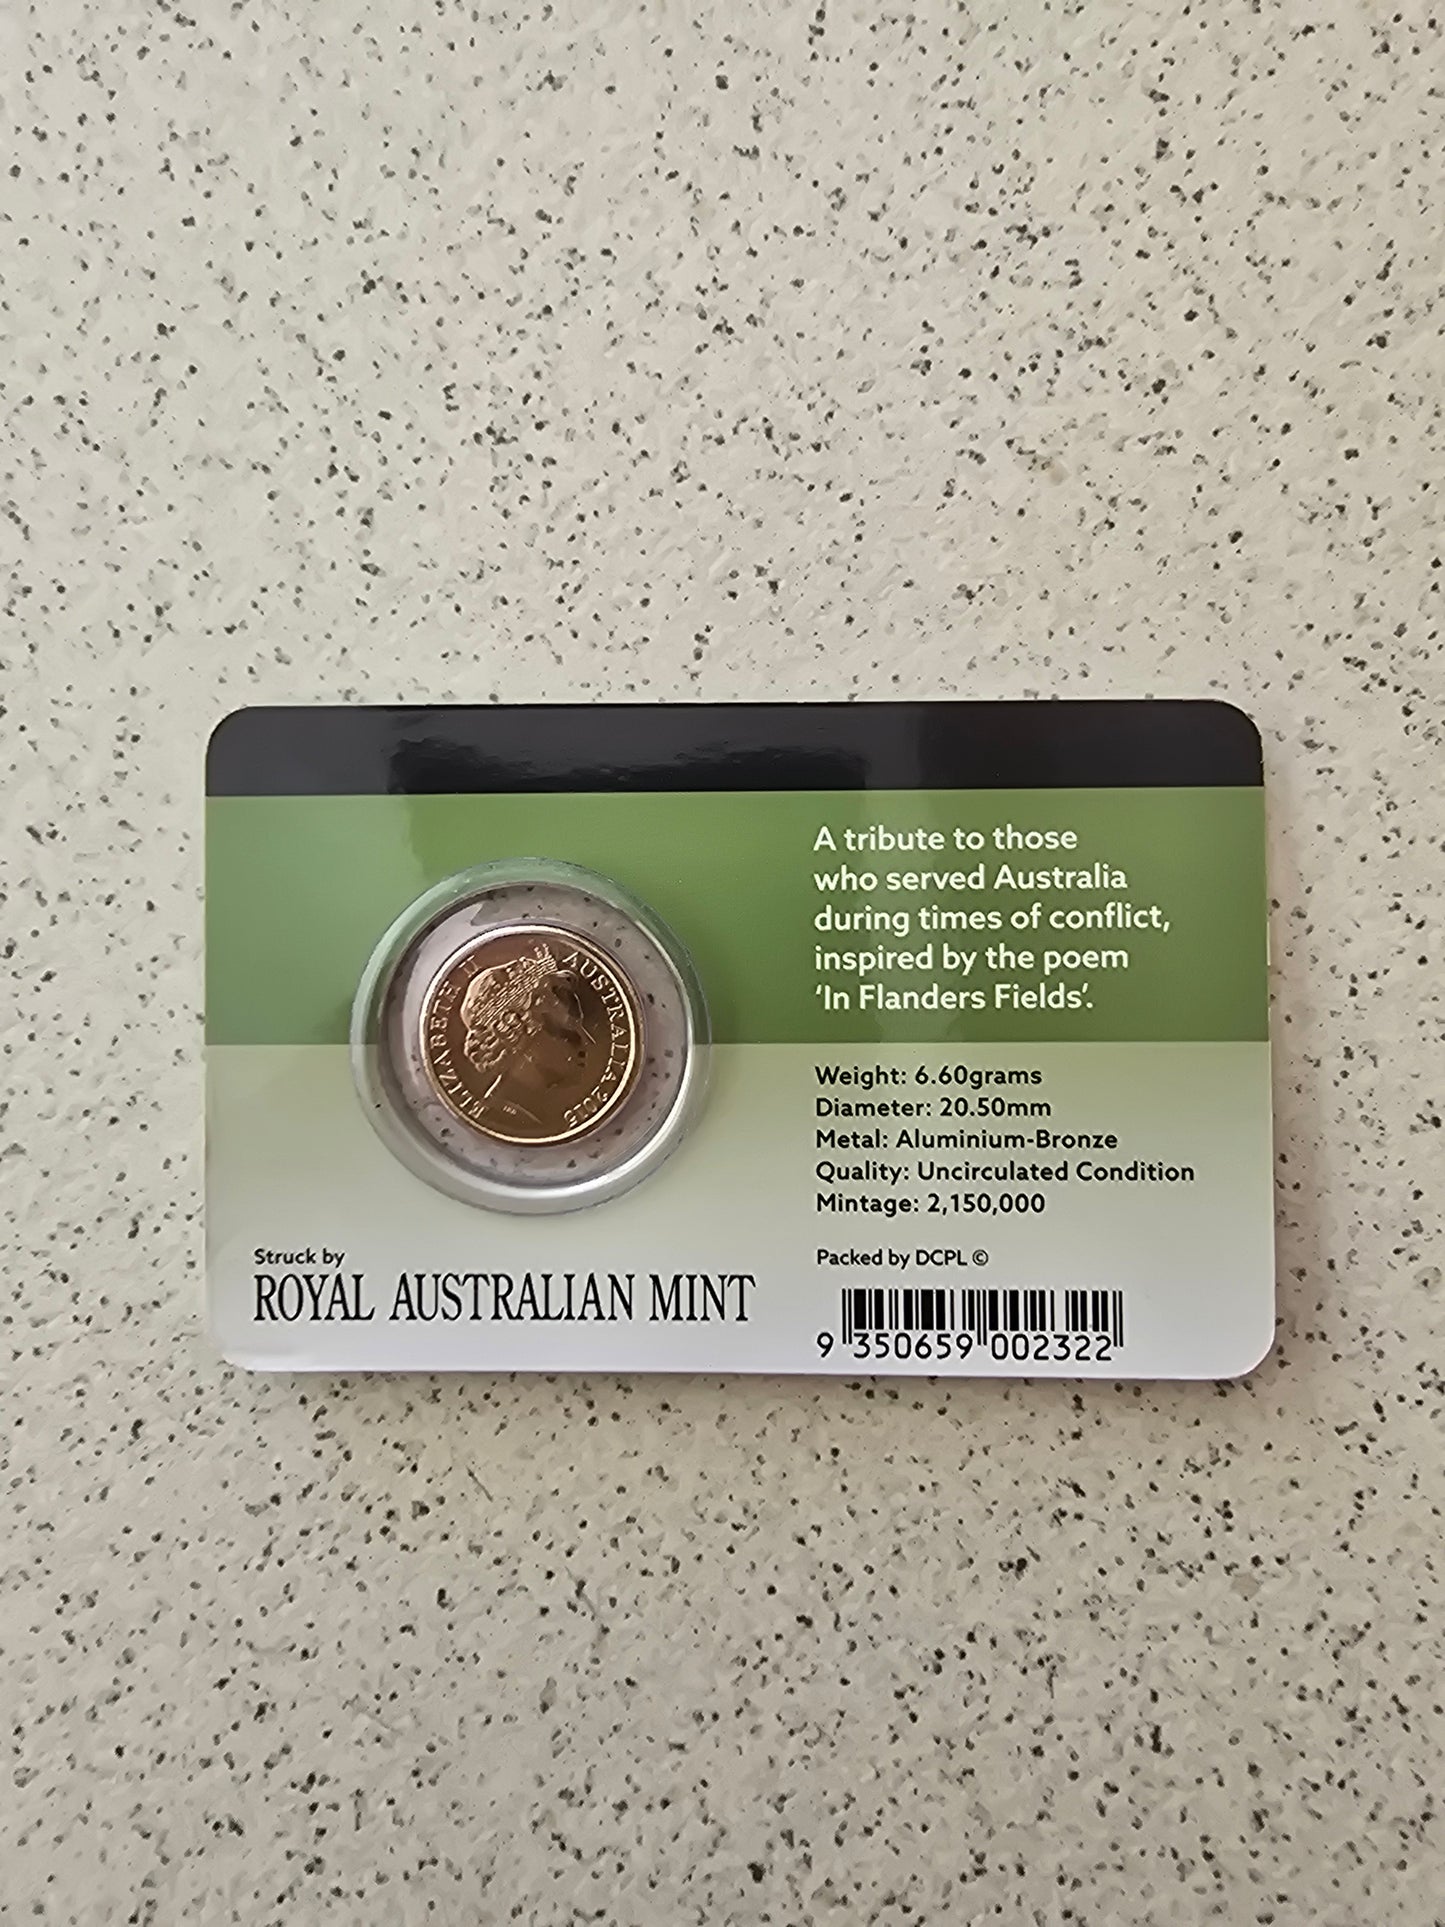 A tribute to those
who served Australia
during times of conflict,
inspired by the poem
‘In Flanders Fields’.
Weight: 6.60grams
Diameter: 20.50mm
Metal: Aluminium-Bronze
Quality: Uncirculated Condition
Mintage: 2,150,000
Packed by DCPL ©
9 350659 002322
ELIZABETH II AUSTRALIA 2015
Struck by
ROYAL AUSTRALIAN MINT